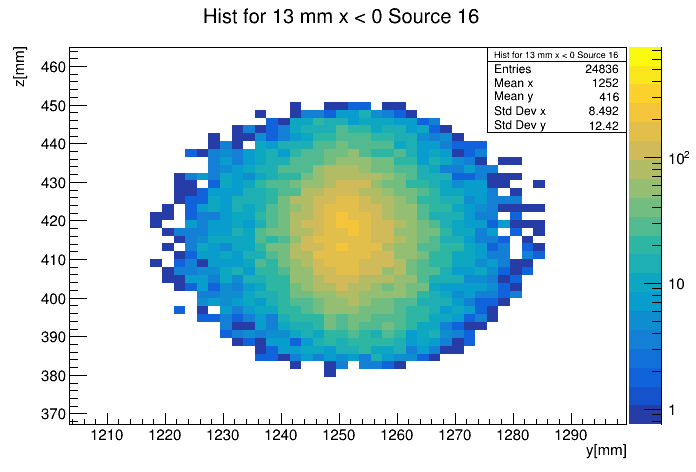 Hist for 13 mm x < 0 Source 16
z[mm]
Hist for 13 mm x < 0 Source 16
Entries 24836
Mean x 1252
Mean y 416
Std Dev x 8.492
Std Dev y 12.42
460
450
440
430
420
410
400
390
380
370
1210 1220 1230 1240 1250 1260 1270 1280 1290
y[mm]
10²
10
1